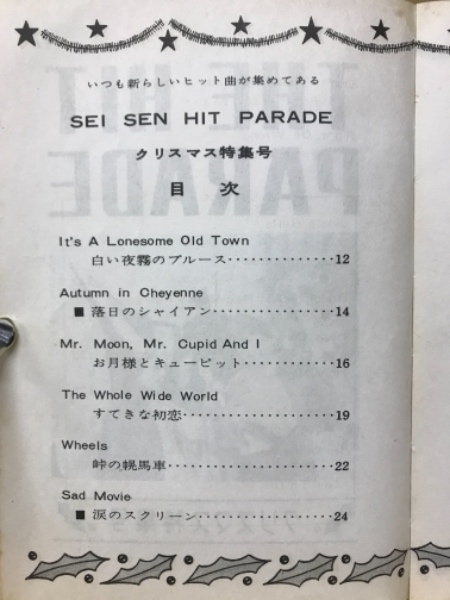 いつも新らしいヒット曲が集めてある
SEI SEN HIT PARADE
クリスマス特集号
目次
It's A Lonesome Old Town
白い夜霧のブルース··············12
Autumn in Cheyenne
■ 落日のシャイアン················14
Mr. Moon, Mr. Cupid And I
お月様とキューピット············16
The Whole Wide World
すてきな初恋····················19
Wheels
峠の幌馬車······················22
Sad Movie
■ 涙のスクリーン·················24